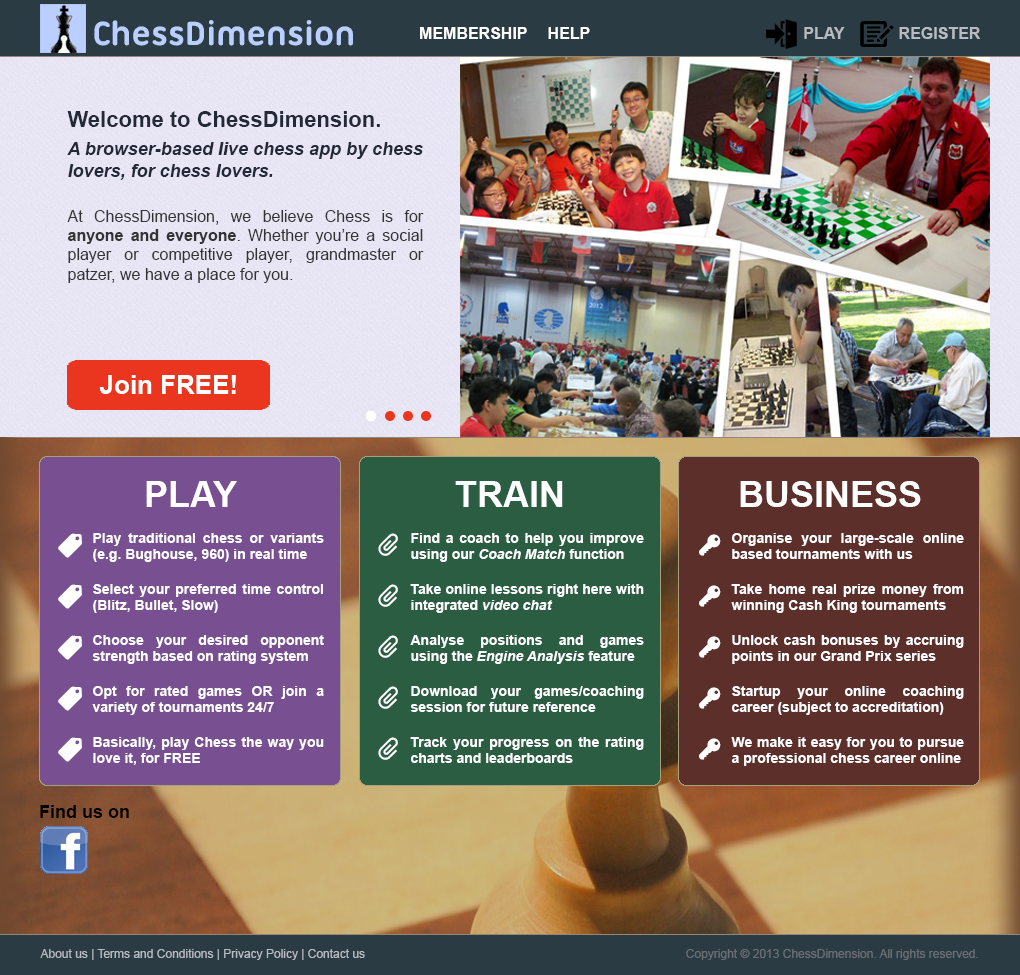 ChessDimension
MEMBERSHIP HELP PLAY REGISTER
Welcome to ChessDimension.
A browser-based live chess app by chess
lovers, for chess lovers.
At ChessDimension, we believe Chess is for
anyone and everyone. Whether you’re a social
player or competitive player, grandmaster or
patzer, we have a place for you.
Join FREE!
2012
PLAY
Play traditional chess or variants
(e.g. Bughouse, 960) in real time
Select your preferred time control
(Blitz, Bullet, Slow)
Choose your desired opponent
strength based on rating system
Opt for rated games OR join a
variety of tournaments 24/7
Basically, play Chess the way you
love it, for FREE
TRAIN
Find a coach to help you improve
using our Coach Match function
Take online lessons right here with
integrated video chat
Analyse positions and games
using the Engine Analysis feature
Download your games/coaching
session for future reference
Track your progress on the rating
charts and leaderboards
BUSINESS
Organise your large-scale online
based tournaments with us
Take home real prize money from
winning Cash King tournaments
Unlock cash bonuses by accruing
points in our Grand Prix series
Startup your online coaching
career (subject to accreditation)
We make it easy for you to pursue
a professional chess career online
Find us on
f
About us | Terms and Conditions | Privacy Policy | Contact us
Copyright © 2013 ChessDimension. All rights reserved.